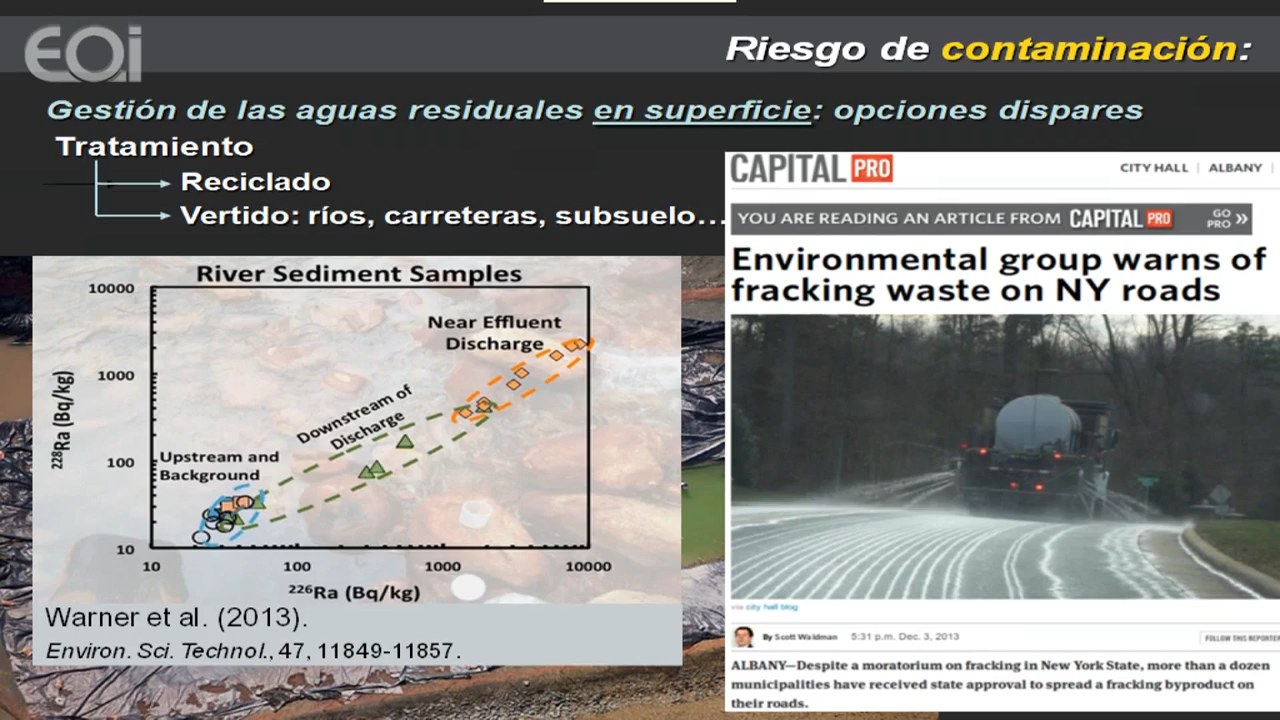 EOi
Riesgo de contaminación:
Gestión de las aguas residuales en superficie: opciones dispares
Tratamiento
Reciclado
Vertido: ríos, carreteras, subsuelo...
River Sediment Samples
10000
1000
100
10
²²⁸Ra (Bq/kg)
Near Effluent
Discharge
Downstream of
Discharge
Upstream and
Background
10
100
1000
10000
²²⁶Ra (Bq/kg)
Warner et al. (2013).
Environ. Sci. Technol., 47, 11849-11857.
CAPITAL PRO
CITY HALL | ALBANY |
YOU ARE READING AN ARTICLE FROM CAPITAL PRO GO PRO »
Environmental group warns of
fracking waste on NY roads
via city hall blog
By Scott Waldman 5:31 p.m. Dec. 3, 2013
FOLLOW THIS REPORTER
ALBANY—Despite a moratorium on fracking in New York State, more than a dozen
municipalities have received state approval to spread a fracking byproduct on
their roads.